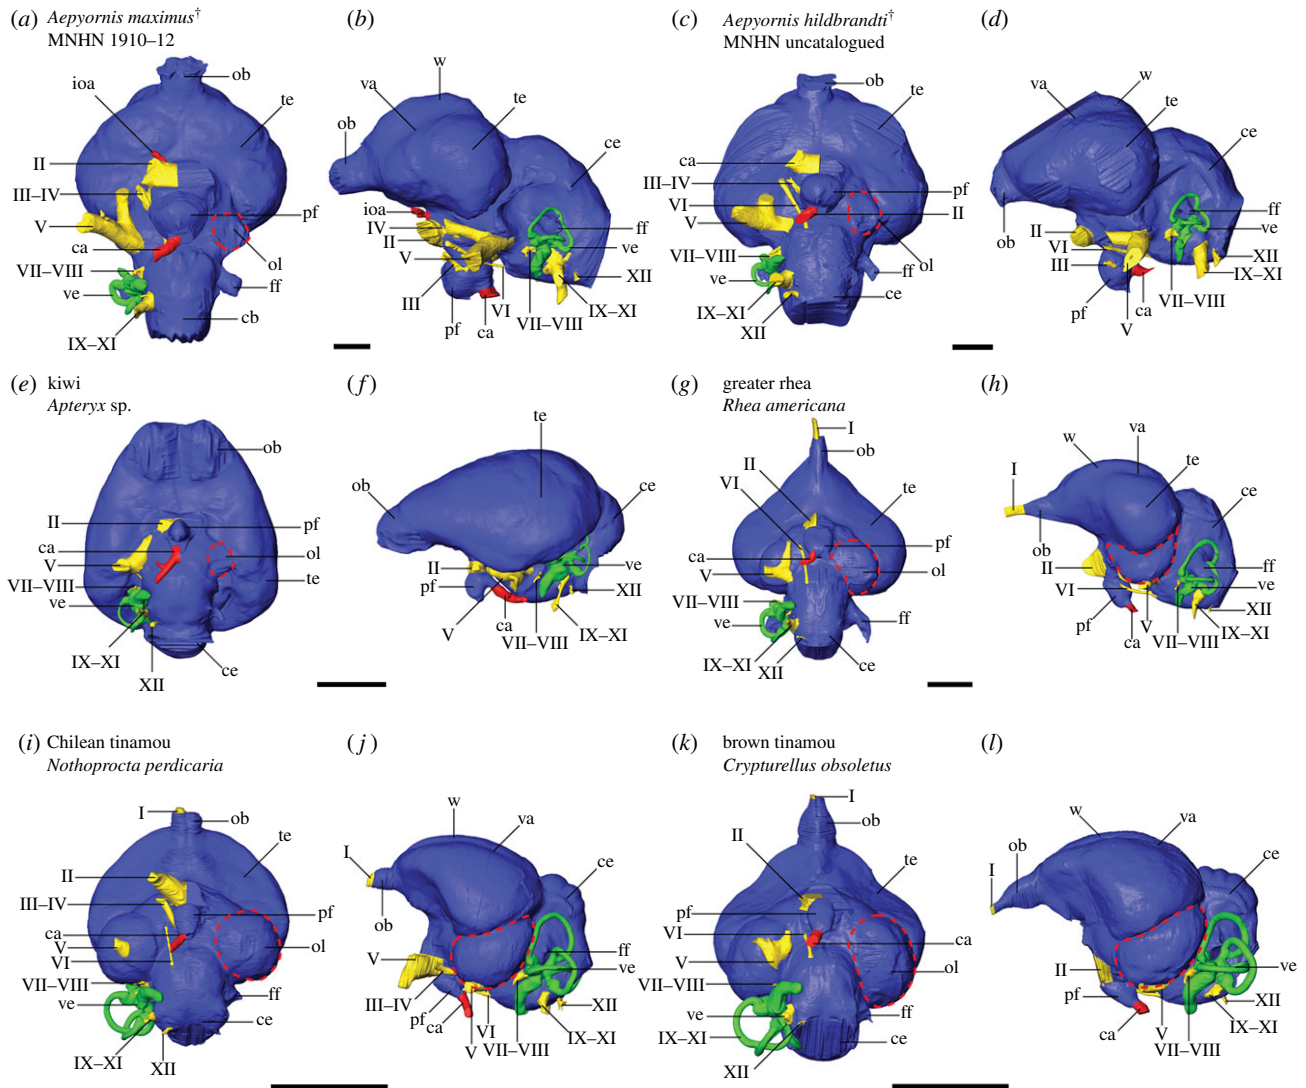 (a) Aepyornis maximus†
MNHN 1910–12
ob
ioa
te
II
III–IV
V
pf
ca
ol
VII–VIII
ve
ff
cb
IX–XI
(b)
w
va
te
ob
ce
ioa
IV
II
V
III
ff
ve
XII
pf
ca
VI
VII–VIII
IX–XI
(c) Aepyornis hildbrandti†
MNHN uncatalogued
ob
te
ca
III–IV
VI
V
pf
II
ol
VII–VIII
ve
ff
IX–XI
ce
XII
(d)
w
va
te
ce
ob
II
VI
III
ff
ve
IX–XI
VII–VIII
pf
ca
V
(e) kiwi
Apteryx sp.
ob
II
pf
ca
V
ol
VII–VIII
te
ve
IX–XI
ce
XII
(f)
te
ob
ce
II
pf
ve
XII
V
ca
VII–VIII
IX–XI
(g) greater rhea
Rhea americana
I
II
ob
VI
te
pf
ca
V
ol
VII–VIII
ve
ff
IX–XI
XII
ce
(h)
va
w
te
I
ce
ob
II
ff
ve
VI
pf
V
XII
ca
VII–VIII
IX–XI
(i) Chilean tinamou
Nothoprocta perdicaria
I
ob
te
II
III–IV
pf
ca
V
ol
VI
VII–VIII
ve
ff
ce
IX–XI
XII
(j)
w
va
I
ce
ob
V
ff
ve
III–IV
XII
pf
ca
VI
V
VII–VIII
IX–XI
(k) brown tinamou
Crypturellus obsoletus
I
ob
II
te
pf
VI
ca
V
ol
VII–VIII
ve
ff
IX–XI
ce
XII
(l)
w
va
ob
ce
I
II
ve
pf
XII
ca
V
IX–XI
VII–VIII